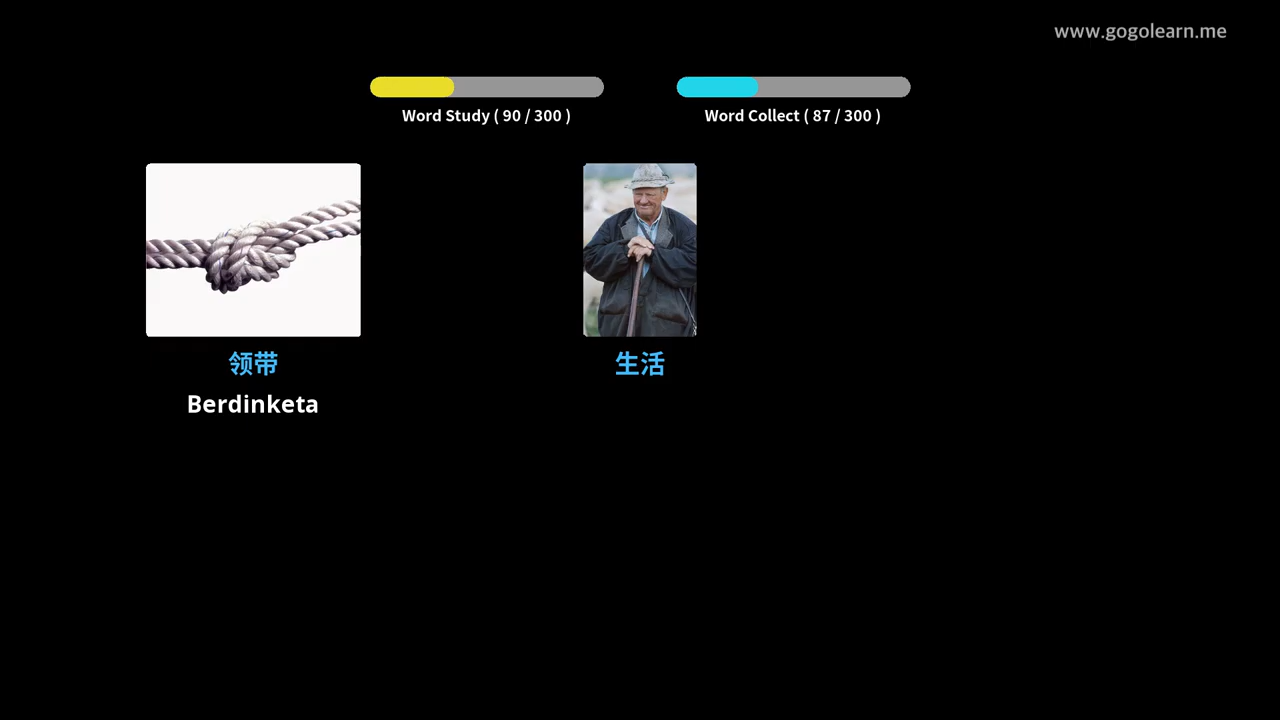 www.gogolearn.me
Word Study ( 90 / 300 )
Word Collect ( 87 / 300 )
领带
生活
Berdinketa